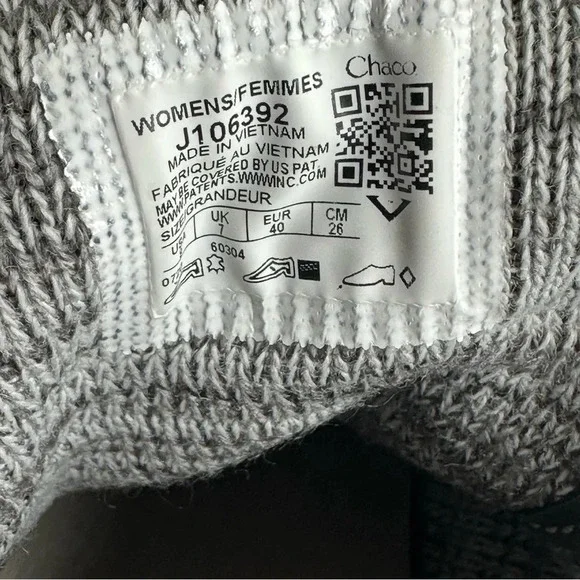 Chaco
WOMENS/FEMMES
J106392
MADE IN VIETNAM
FABRIQUÉ AU VIETNAM
MAY BE COVERED BY US PAT.
WWW.PATENTS.WWWINC.COM
SIZE/GRANDEUR
UK EUR CM
7 40 26
60304